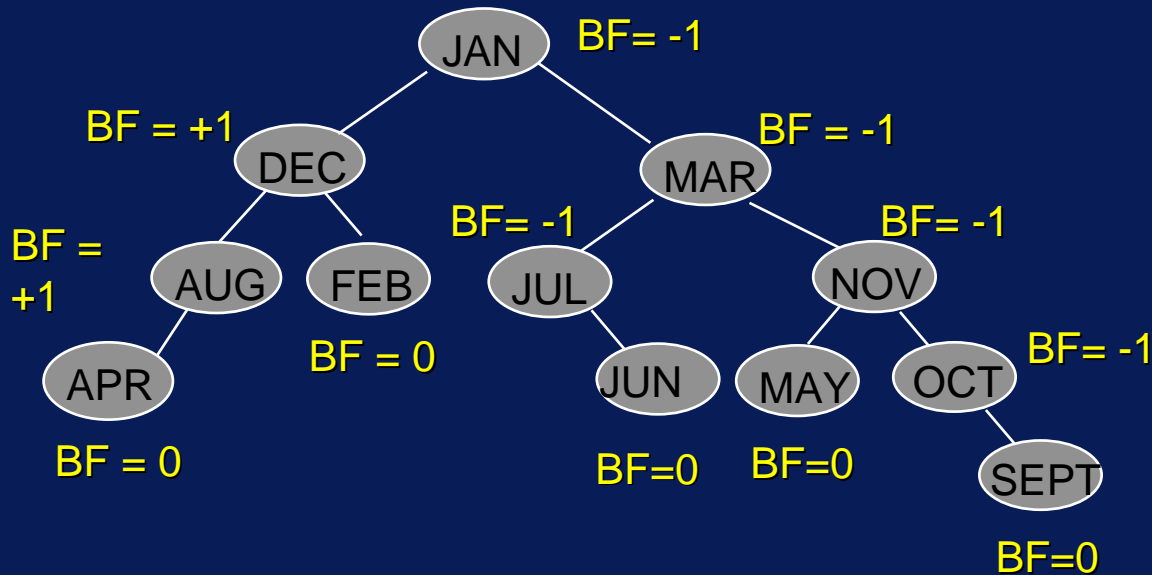 JAN
BF= -1
BF = +1
DEC
BF = -1
MAR
BF =
+1
AUG
FEB
BF= -1
JUL
BF= -1
NOV
BF = 0
APR
BF = 0
JUN
BF=0
MAY
BF=0
OCT
BF= -1
SEPT
BF=0